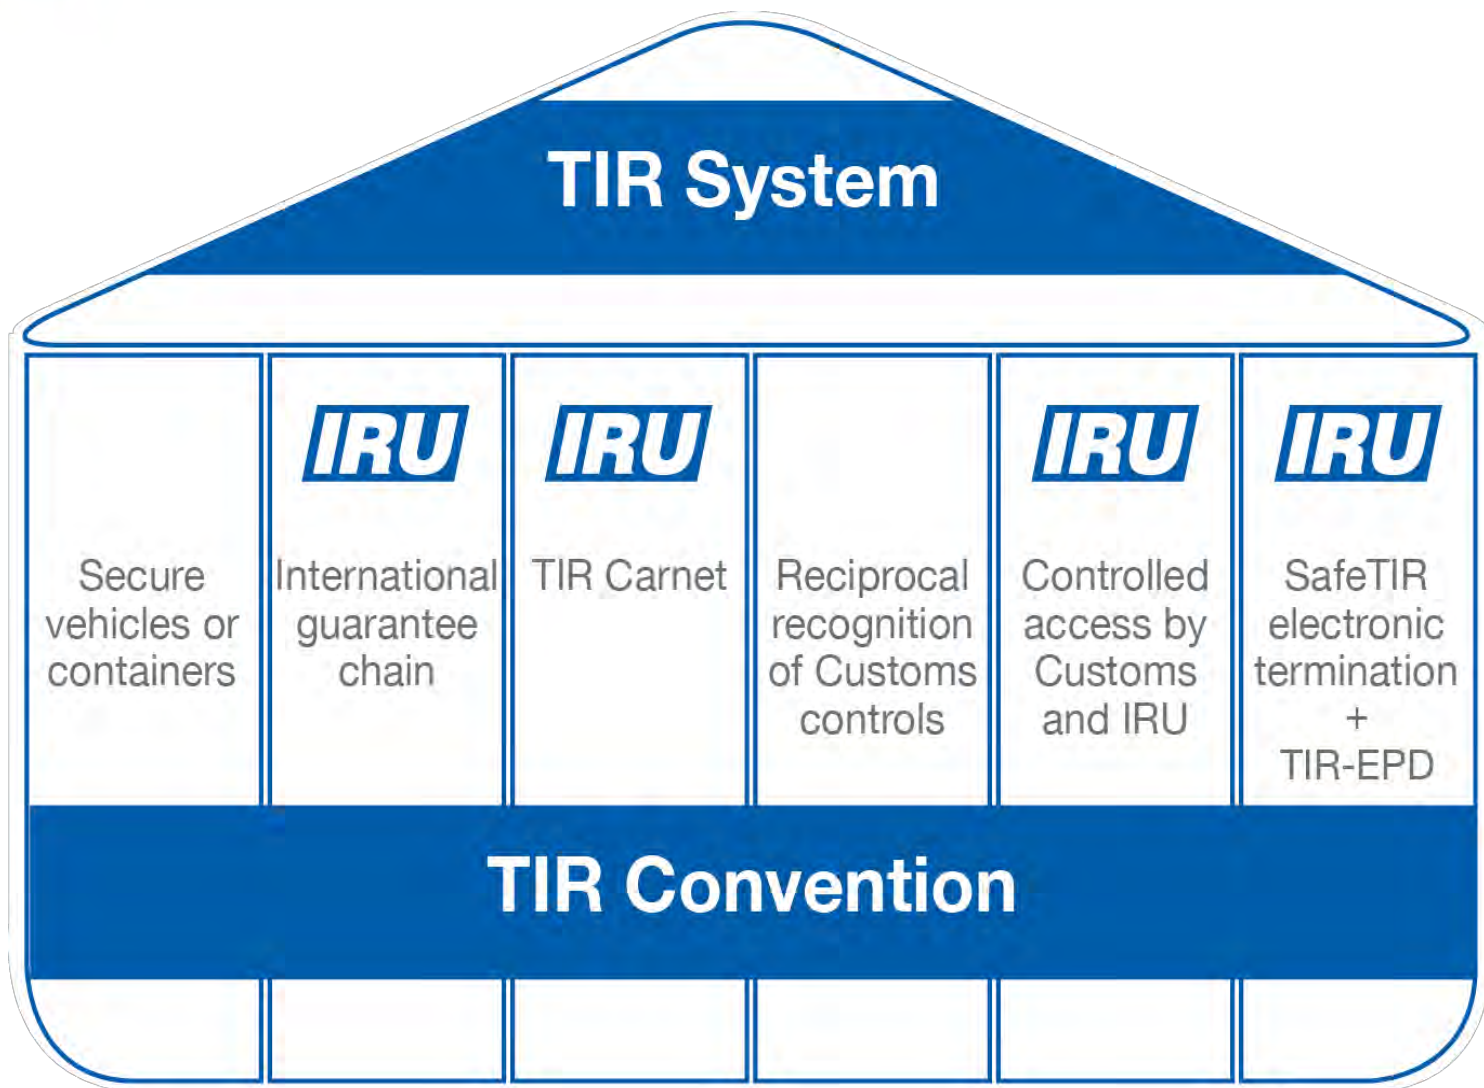 TIR System
IRU
IRU
IRU
IRU
Secure
vehicles or
containers
International
guarantee
chain
TIR Carnet
Reciprocal
recognition
of Customs
controls
Controlled
access by
Customs
and IRU
SafeTIR
electronic
termination
+
TIR-EPD
TIR Convention